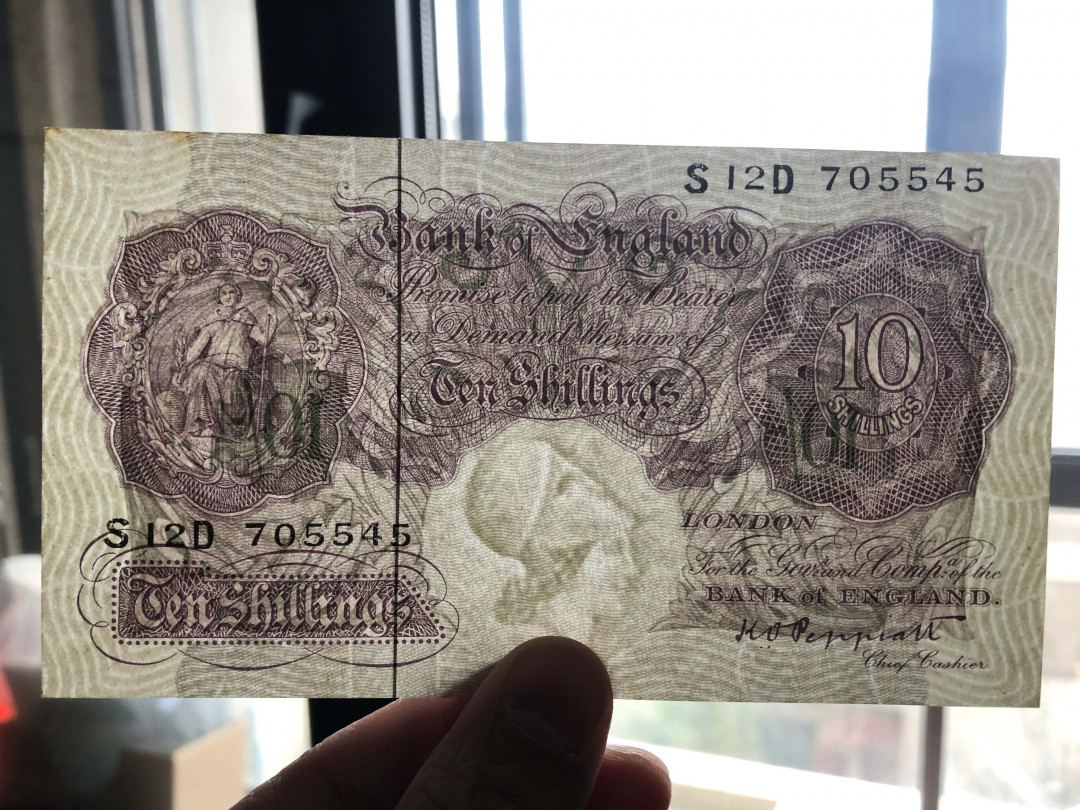 S 12D 705545
Bank of England
Promise to pay the Bearer
on Demand the sum of
Ten Shillings
10
SHILLINGS
S 12D 705545
Ten Shillings
LONDON
For the Gov.r and Comp.a of the
BANK of ENGLAND.
K O Peppiatt
Chief Cashier